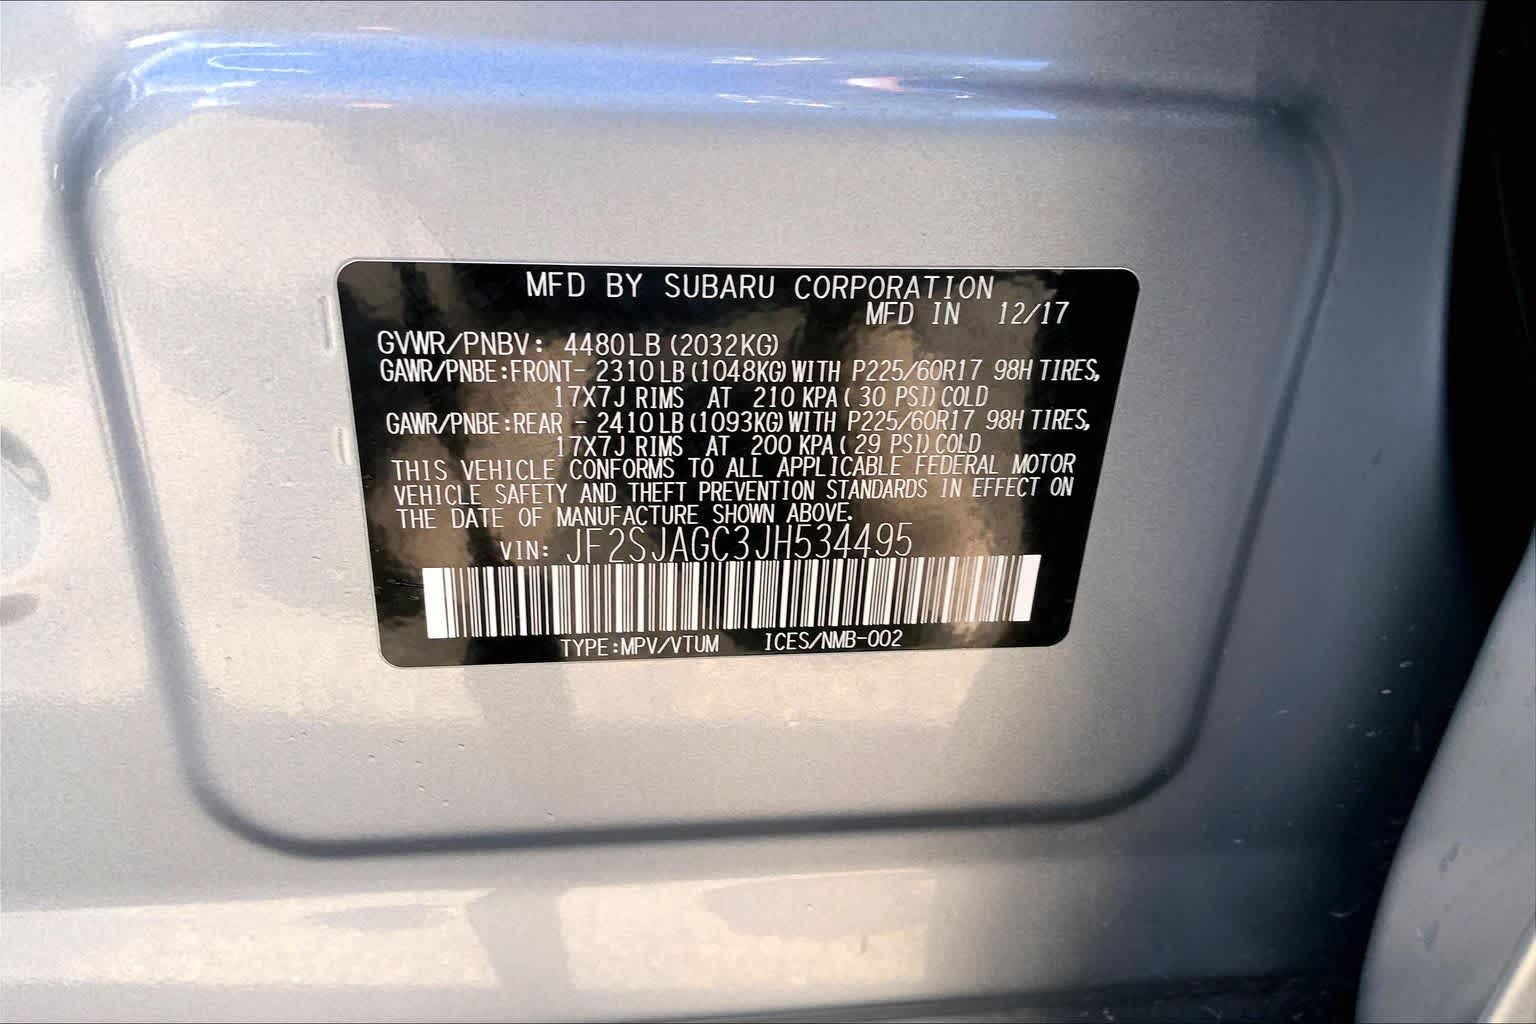 MFD BY SUBARU CORPORATION
MFD IN 12/17
GVWR/PNBV: 4480LB (2032KG)
GAWR/PNBE:FRONT- 2310LB(1048KG)WITH P225/60R17 98H TIRES,
17X7J RIMS AT 210 KPA( 30 PSI)COLD
GAWR/PNBE:REAR - 2410LB(1093KG)WITH P225/60R17 98H TIRES,
17X7J RIMS AT 200 KPA( 29 PSI)COLD
THIS VEHICLE CONFORMS TO ALL APPLICABLE FEDERAL MOTOR
VEHICLE SAFETY AND THEFT PREVENTION STANDARDS IN EFFECT ON
THE DATE OF MANUFACTURE SHOWN ABOVE.
VIN: JF2SJAGC3JH534495
TYPE:MPV/VTUM ICES/NMB-002